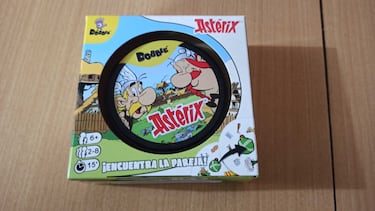 DOBBLE
Astérix
DOBBLE
Astérix
6+
2-8
15'
¡ENCUENTRA LA PAREJA!